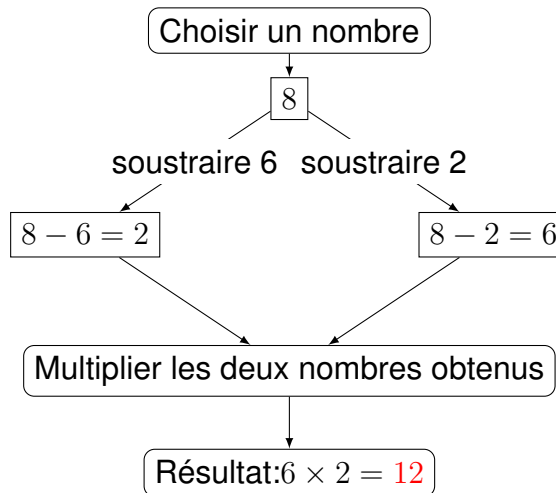 Choisir un nombre
8
soustraire 6 soustraire 2
8 − 6 = 2 8 − 2 = 6
Multiplier les deux nombres obtenus
Résultat:6 × 2 = 12